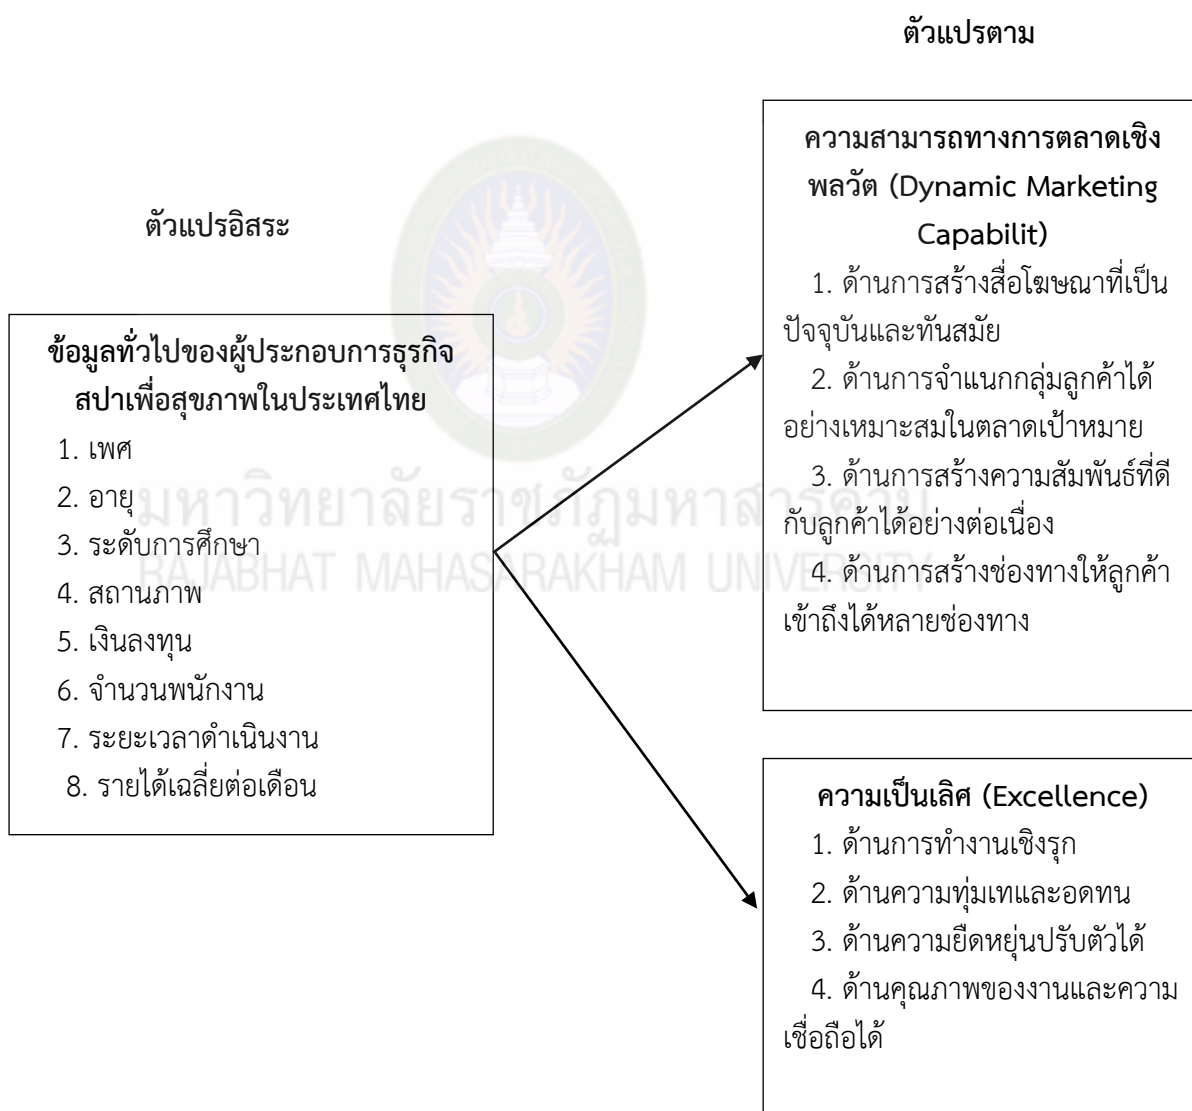 ตัวแปรตาม
ตัวแปรอิสระ
ข้อมูลทั่วไปของผู้ประกอบการธุรกิจ
สปาเพื่อสุขภาพในประเทศไทย
1. เพศ
2. อายุ
3. ระดับการศึกษา
4. สถานภาพ
5. เงินลงทุน
6. จำนวนพนักงาน
7. ระยะเวลาดำเนินงาน
8. รายได้เฉลี่ยต่อเดือน
ความสามารถทางการตลาดเชิง
พลวัต (Dynamic Marketing
Capabilit)
1. ด้านการสร้างสื่อโฆษณาที่เป็น
ปัจจุบันและทันสมัย
2. ด้านการจำแนกกลุ่มลูกค้าได้
อย่างเหมาะสมในตลาดเป้าหมาย
3. ด้านการสร้างความสัมพันธ์ที่ดี
กับลูกค้าได้อย่างต่อเนื่อง
4. ด้านการสร้างช่องทางให้ลูกค้า
เข้าถึงได้หลายช่องทาง
ความเป็นเลิศ (Excellence)
1. ด้านการทำงานเชิงรุก
2. ด้านความทุ่มเทและอดทน
3. ด้านความยืดหยุ่นปรับตัวได้
4. ด้านคุณภาพของงานและความ
เชื่อถือได้
มหาวิทยาลัยราชภัฏมหาสารคาม
RAJABHAT MAHASARAKHAM UNIVERSITY